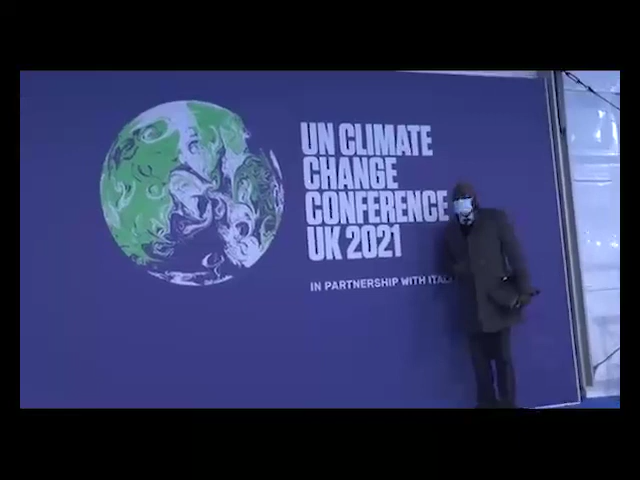 UN CLIMATE
CHANGE
CONFERENCE
UK 2021
IN PARTNERSHIP WITH